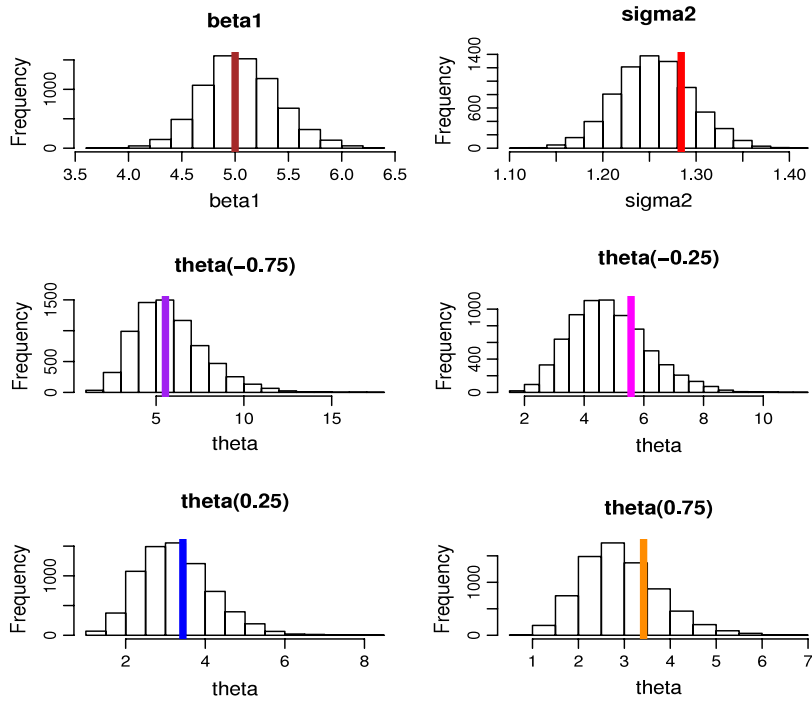 beta1
Frequency
0
1000
3.5 4.0 4.5 5.0 5.5 6.0 6.5
beta1
sigma2
Frequency
0
600
1400
1.10 1.20 1.30 1.40
sigma2
theta(−0.75)
Frequency
0
500
1500
5 10 15
theta
theta(−0.25)
Frequency
0
400
1000
2 4 6 8 10
theta
theta(0.25)
Frequency
0
1000
2 4 6 8
theta
theta(0.75)
Frequency
0
1000
1 2 3 4 5 6 7
theta